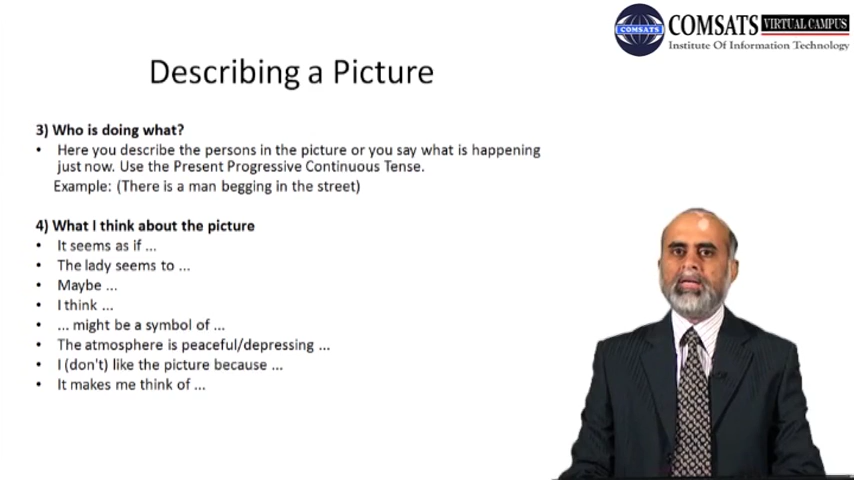 COMSATS VIRTUAL CAMPUS
COMSATS
Institute Of Information Technology
Describing a Picture
3) Who is doing what?
• Here you describe the persons in the picture or you say what is happening
just now. Use the Present Progressive Continuous Tense.
Example: (There is a man begging in the street)
4) What I think about the picture
• It seems as if ...
• The lady seems to ...
• Maybe ...
• I think ...
• ... might be a symbol of ...
• The atmosphere is peaceful/depressing ...
• I (don't) like the picture because ...
• It makes me think of ...